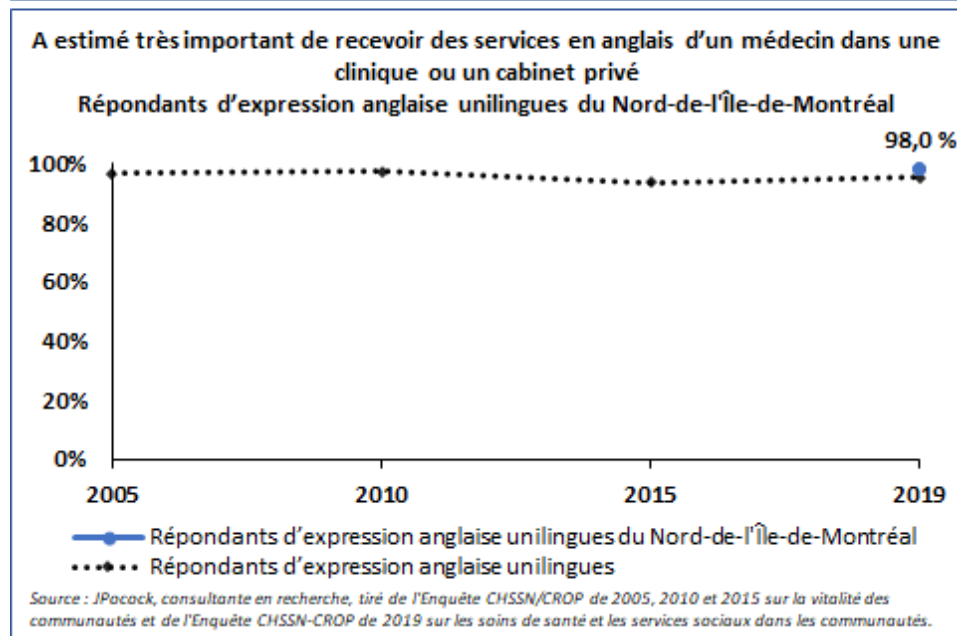 A estimé très important de recevoir des services en anglais d’un médecin dans une
clinique ou un cabinet privé
Répondants d’expression anglaise unilingues du Nord-de-l'Île-de-Montréal
98,0 %
100%
80%
60%
40%
20%
0%
2005 2010 2015 2019
Répondants d’expression anglaise unilingues du Nord-de-l'Île-de-Montréal
Répondants d’expression anglaise unilingues
Source : JPocock, consultante en recherche, tiré de l'Enquête CHSSN/CROP de 2005, 2010 et 2015 sur la vitalité des
communautés et de l'Enquête CHSSN-CROP de 2019 sur les soins de santé et les services sociaux dans les communautés.